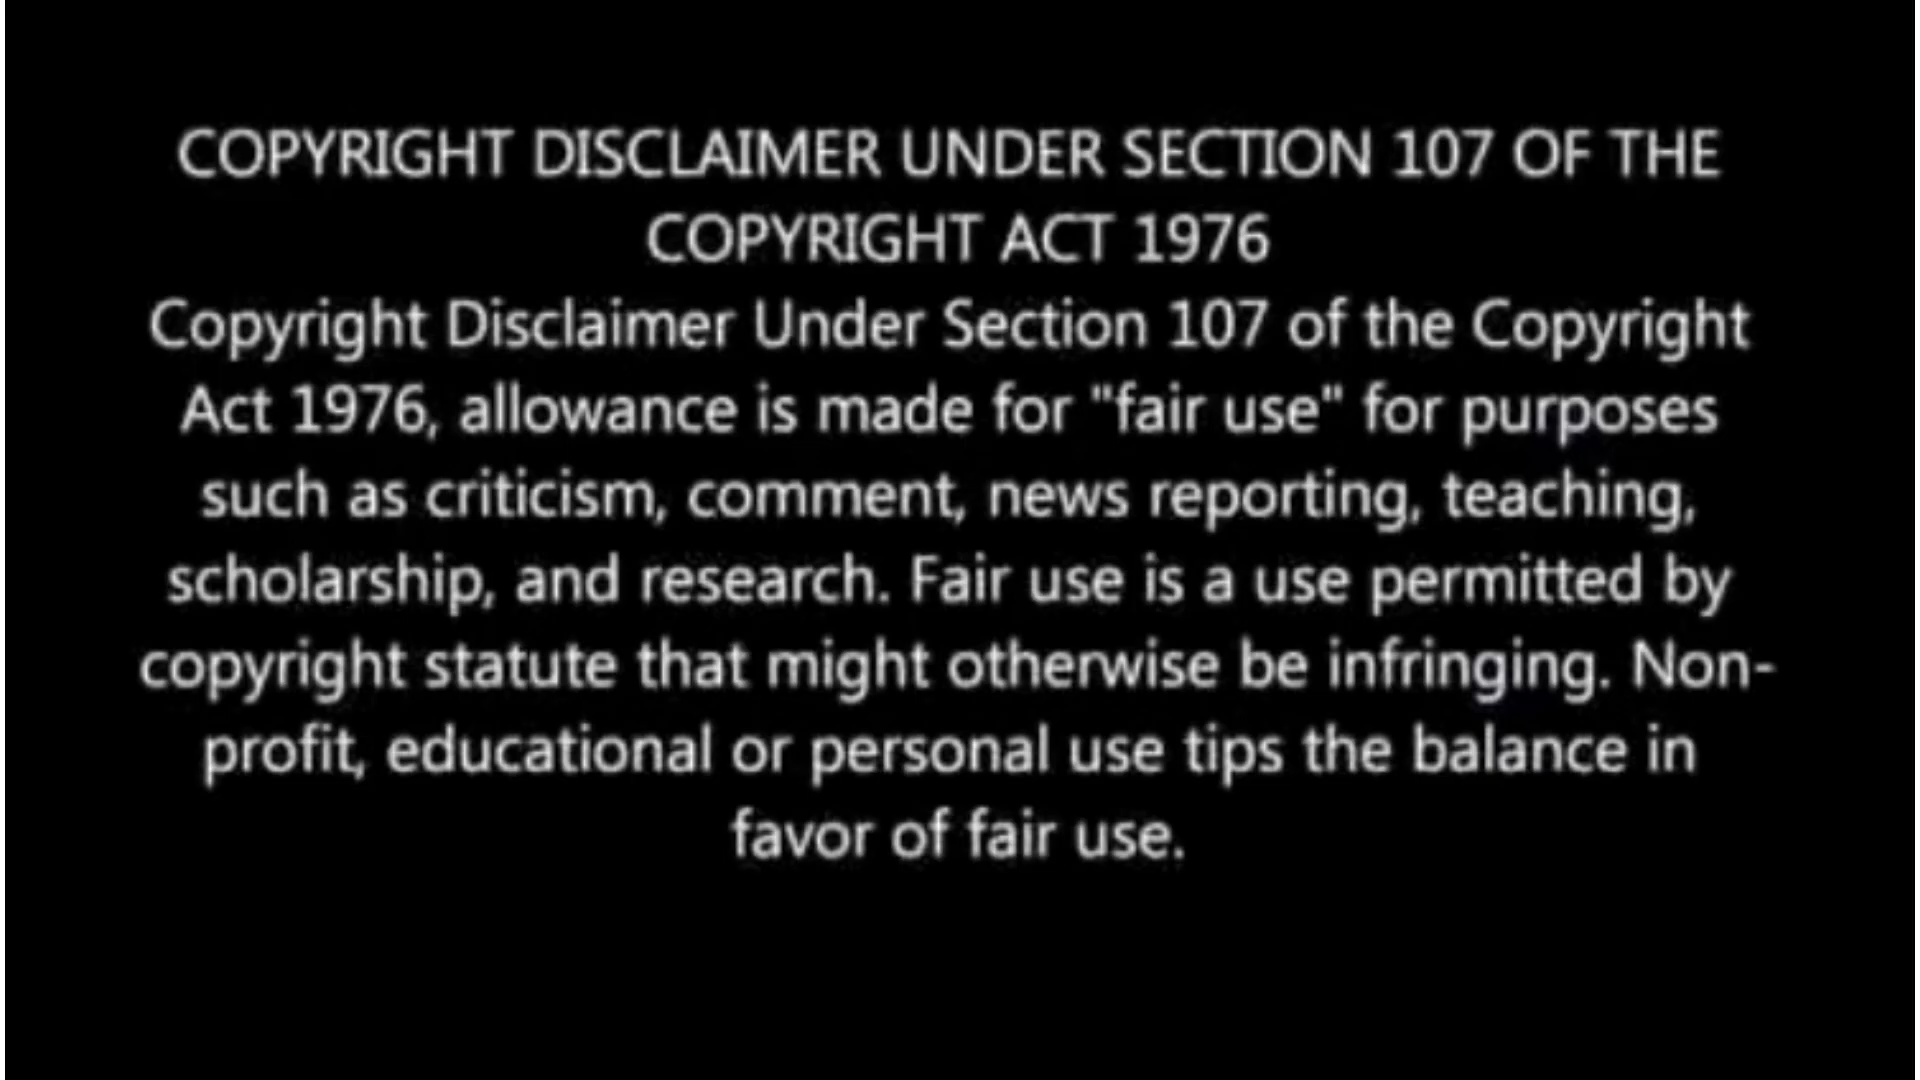 COPYRIGHT DISCLAIMER UNDER SECTION 107 OF THE
COPYRIGHT ACT 1976
Copyright Disclaimer Under Section 107 of the Copyright
Act 1976, allowance is made for "fair use" for purposes
such as criticism, comment, news reporting, teaching,
scholarship, and research. Fair use is a use permitted by
copyright statute that might otherwise be infringing. Non-
profit, educational or personal use tips the balance in
favor of fair use.